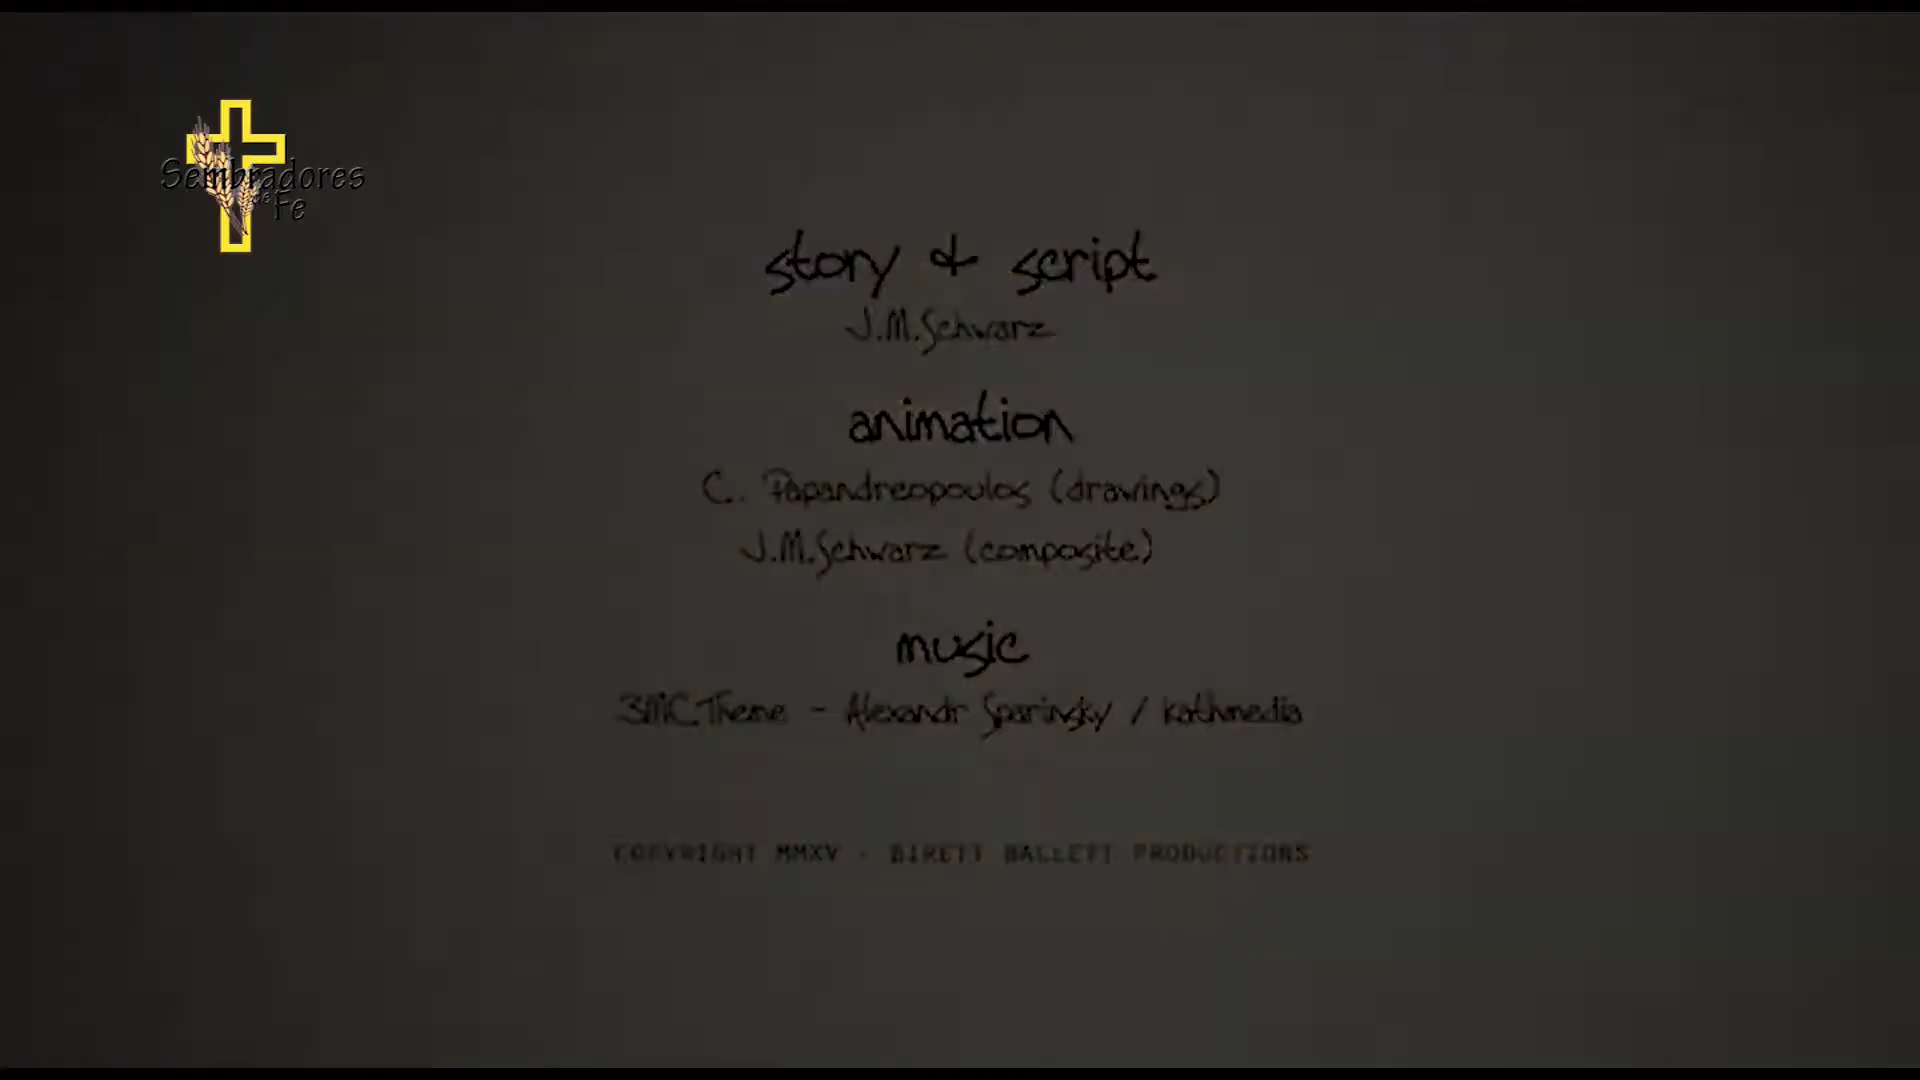 Sembradores
de
Fe
story & script
J.M.Schwarz
animation
C. Papandreopoulos (drawings)
J.M.Schwarz (composite)
music
3MC Theme - Alexandr Sparinsky / kathmedia
COPYRIGHT MMXV - BIRETT BALLETT PRODUCTIONS